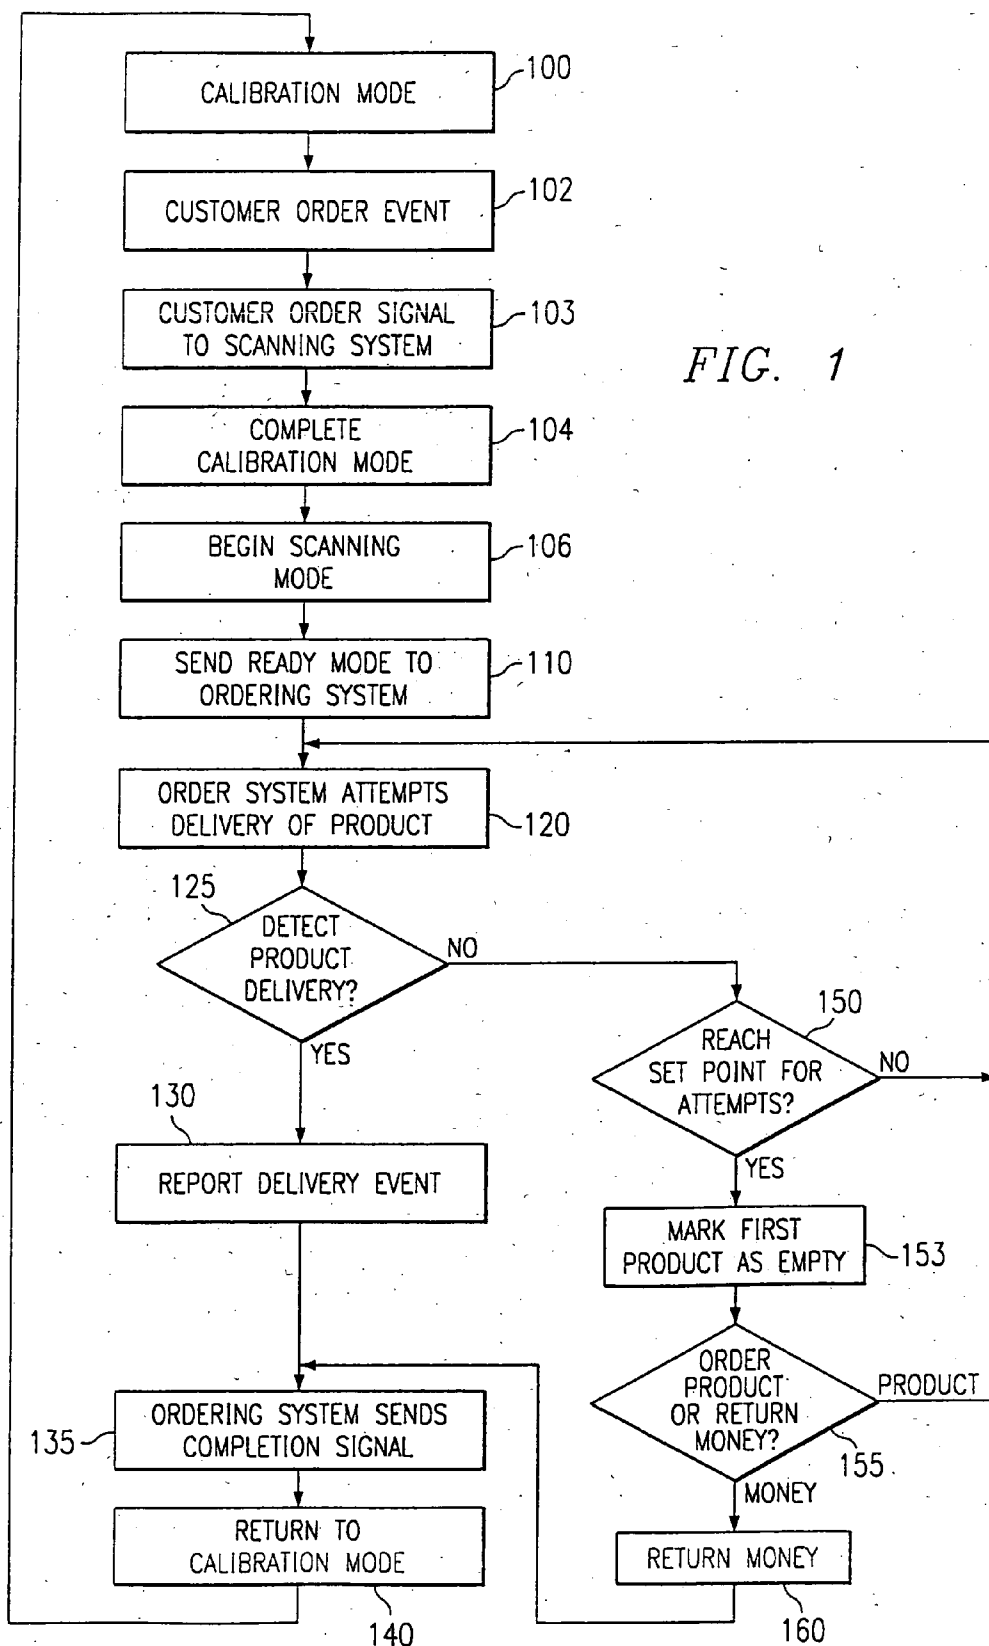 CALIBRATION MODE
100
CUSTOMER ORDER EVENT
102
CUSTOMER ORDER SIGNAL
TO SCANNING SYSTEM
103
FIG. 1
COMPLETE
CALIBRATION MODE
104
BEGIN SCANNING
MODE
106
SEND READY MODE TO
ORDERING SYSTEM
110
ORDER SYSTEM ATTEMPTS
DELIVERY OF PRODUCT
120
125
DETECT
PRODUCT
DELIVERY?
NO
YES
150
REACH
SET POINT FOR
ATTEMPTS?
NO
YES
130
REPORT DELIVERY EVENT
MARK FIRST
PRODUCT AS EMPTY
153
ORDER
PRODUCT
OR RETURN
MONEY?
PRODUCT
155
MONEY
ORDERING SYSTEM SENDS
COMPLETION SIGNAL
135
RETURN TO
CALIBRATION MODE
140
RETURN MONEY
160